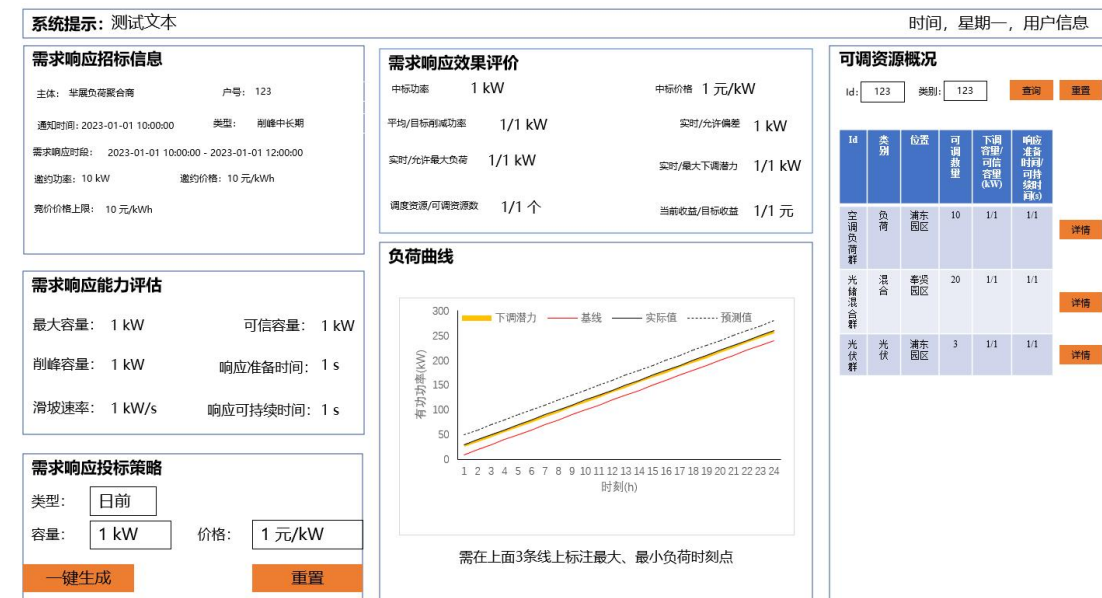 系统提示：测试文本
时间，星期一，用户信息
需求响应招标信息
主体： 芈展负荷聚合商 户号： 123
通知时间：2023-01-01 10:00:00 类型： 削峰中长期
需求响应时段： 2023-01-01 10:00:00 - 2023-01-01 12:00:00
邀约功率：10 kW 邀约价格：10 元/kWh
竞价价格上限： 10 元/kWh
需求响应能力评估
最大容量： 1 kW 可信容量： 1 kW
削峰容量： 1 kW 响应准备时间： 1 s
滑坡速率： 1 kW/s 响应可持续时间： 1 s
需求响应投标策略
类型： 日前
容量： 1 kW 价格： 1 元/kW
一键生成 重置
需求响应效果评价
中标功率 1 kW 中标价格 1 元/kW
平均/目标削减功率 1/1 kW 实时/允许偏差 1 kW
实时/允许最大负荷 1/1 kW 实时/最大下调潜力 1/1 kW
调度资源/可调资源数 1/1 个 当前收益/目标收益 1/1 元
负荷曲线
下调潜力 基线 实际值 预测值
有功功率(kW)
300
250
200
150
100
50
0
1 2 3 4 5 6 7 8 9 10 11 12 13 14 15 16 17 18 19 20 21 22 23 24
时刻(h)
需在上面3条线上标注最大、最小负荷时刻点
可调资源概况
Id: 123 类别: 123 查询 重置
Id 类别 位置 可调数量 下调容量/可信容量(kW) 响应准备时间/可持续时间(s)
空调负荷群 负荷 浦东园区 10 1/1 1/1 详情
光储混合群 混合 奉贤园区 20 1/1 1/1 详情
光伏群 光伏 浦东园区 3 1/1 1/1 详情